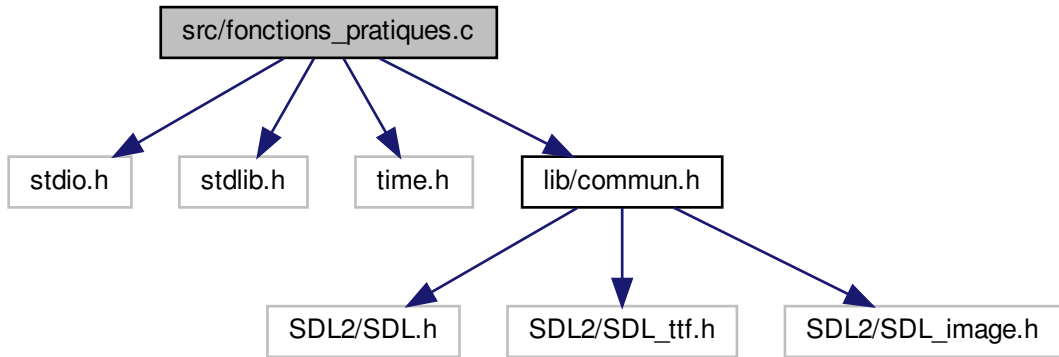 src/fonctions_pratiques.c
stdio.h
stdlib.h
time.h
lib/commun.h
SDL2/SDL.h
SDL2/SDL_ttf.h
SDL2/SDL_image.h